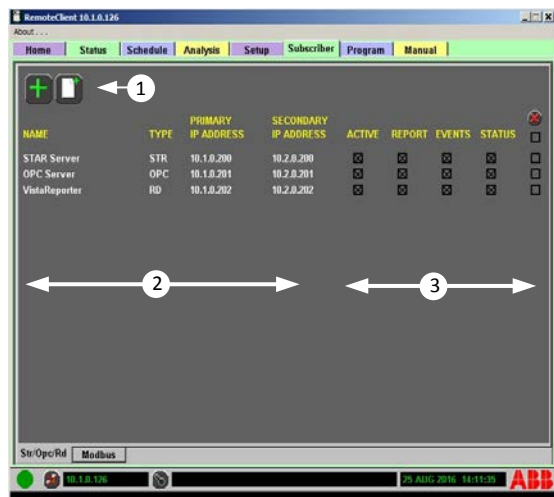 RemoteClient 10.1.0.126
About . . .
Home Status Schedule Analysis Setup Subscriber Program Manual
1
NAME TYPE PRIMARY IP ADDRESS SECONDARY IP ADDRESS ACTIVE REPORT EVENTS STATUS
STAR Server STR 10.1.0.200 10.2.0.200
OPC Server OPC 10.1.0.201 10.2.0.201
VistaReporter RD 10.1.0.202 10.2.0.202
2 3
Str/Opc/Rd Modbus
10.1.0.126 25 AUG 2016 14:11:35 ABB